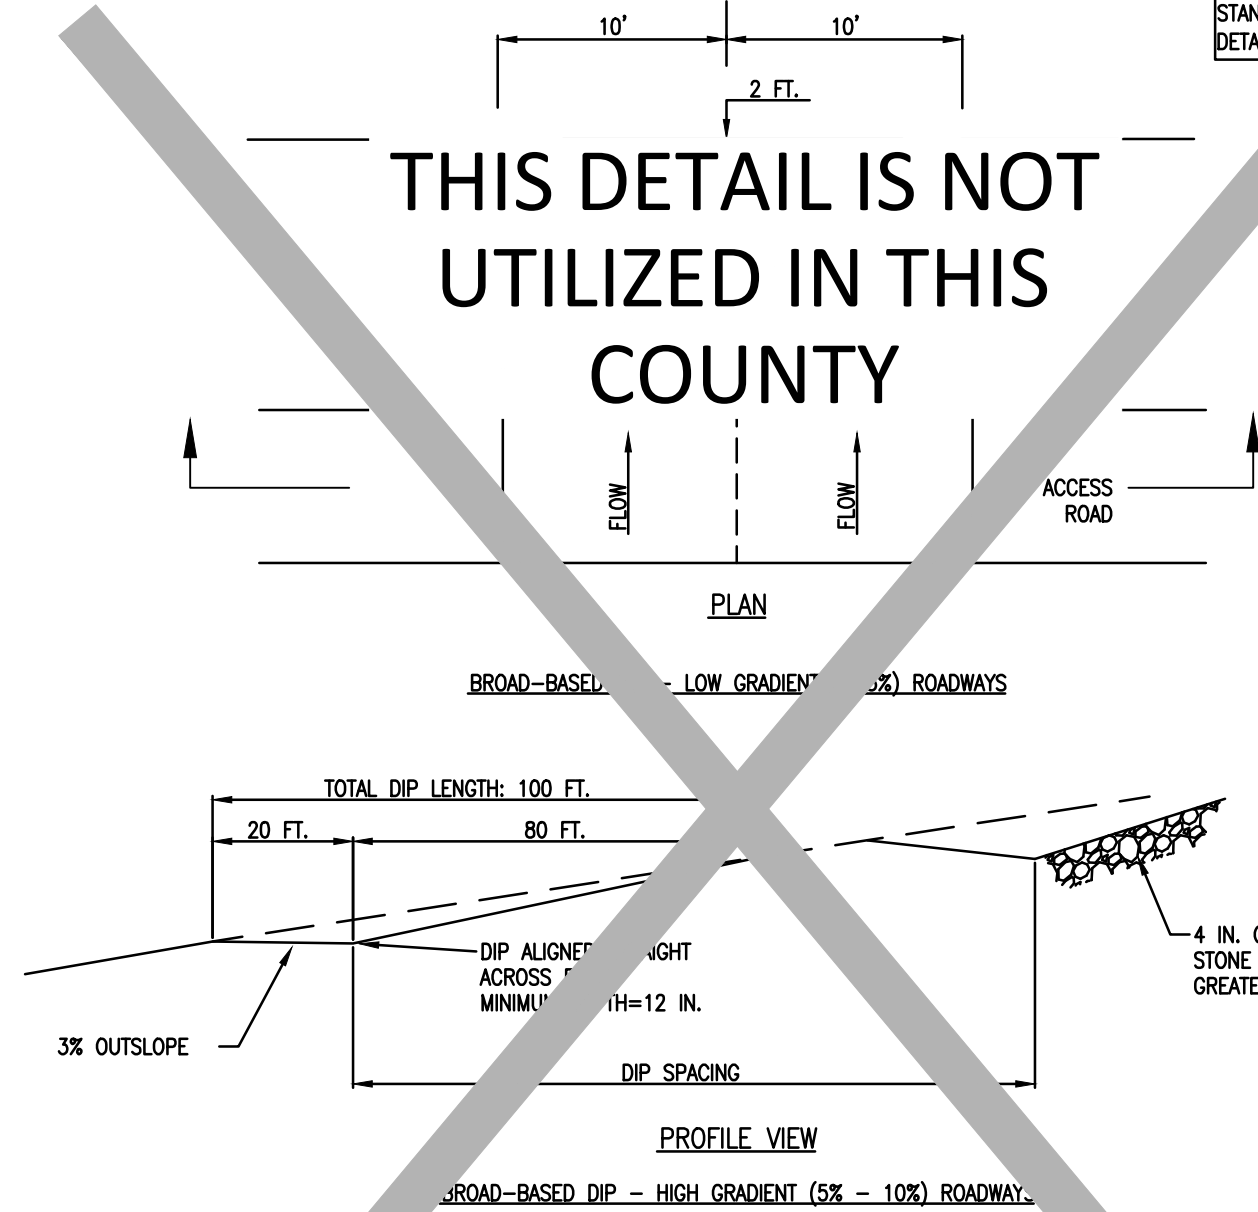 STAN
DETA
10' 10'
2 FT.
THIS DETAIL IS NOT
UTILIZED IN THIS
COUNTY
FLOW FLOW
ACCESS
ROAD
PLAN
BROAD-BASED - LOW GRADIENT %) ROADWAYS
TOTAL DIP LENGTH: 100 FT.
20 FT. 80 FT.
DIP ALIGNED
ACROSS
MINIMUM =12 IN.
4 IN.
STONE
GREATE
3% OUTSLOPE
DIP SPACING
PROFILE VIEW
BROAD-BASED DIP - HIGH GRADIENT (5% - 10%) ROADWAYS